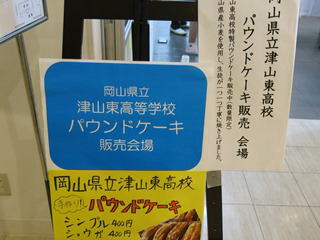 岡山県立津山東高校
パウンドケーキ販売 会場
津山東高校特製パウンドケーキ販売中(数量限定)
岡山県産小麦を使用し、生徒が一つ一つ丁寧に焼き上げました。
岡山県立
津山東高等学校
パウンドケーキ
販売会場
岡山県立津山東高校
手作り!! パウンドケーキ
シンプル 400円
ショウガ 400円